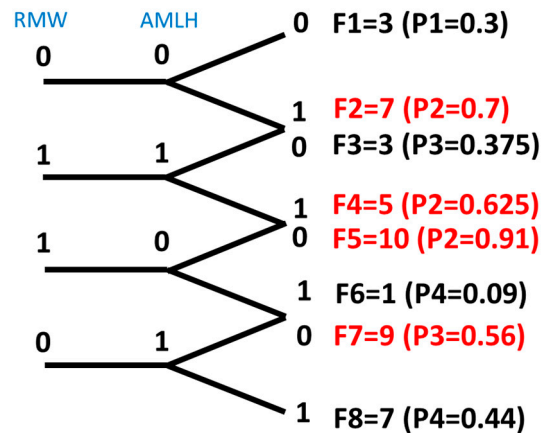 RMW AMLH
0 0 0 F1=3 (P1=0.3)
1 F2=7 (P2=0.7)
1 1 0 F3=3 (P3=0.375)
1 F4=5 (P2=0.625)
1 0 0 F5=10 (P2=0.91)
1 F6=1 (P4=0.09)
0 1 0 F7=9 (P3=0.56)
1 F8=7 (P4=0.44)